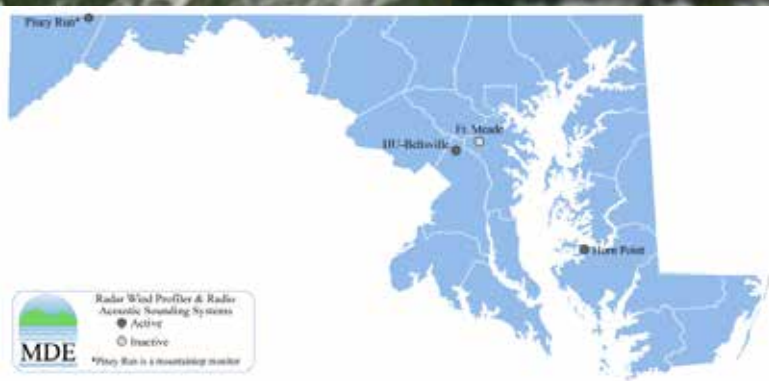 Piney Run*
Ft. Meade
HU-Beltsville
Horn Point
Radar Wind Profiler & Radio
Acoustic Sounding Systems
Active
Inactive
MDE
*Piney Run is a mountaintop monitor